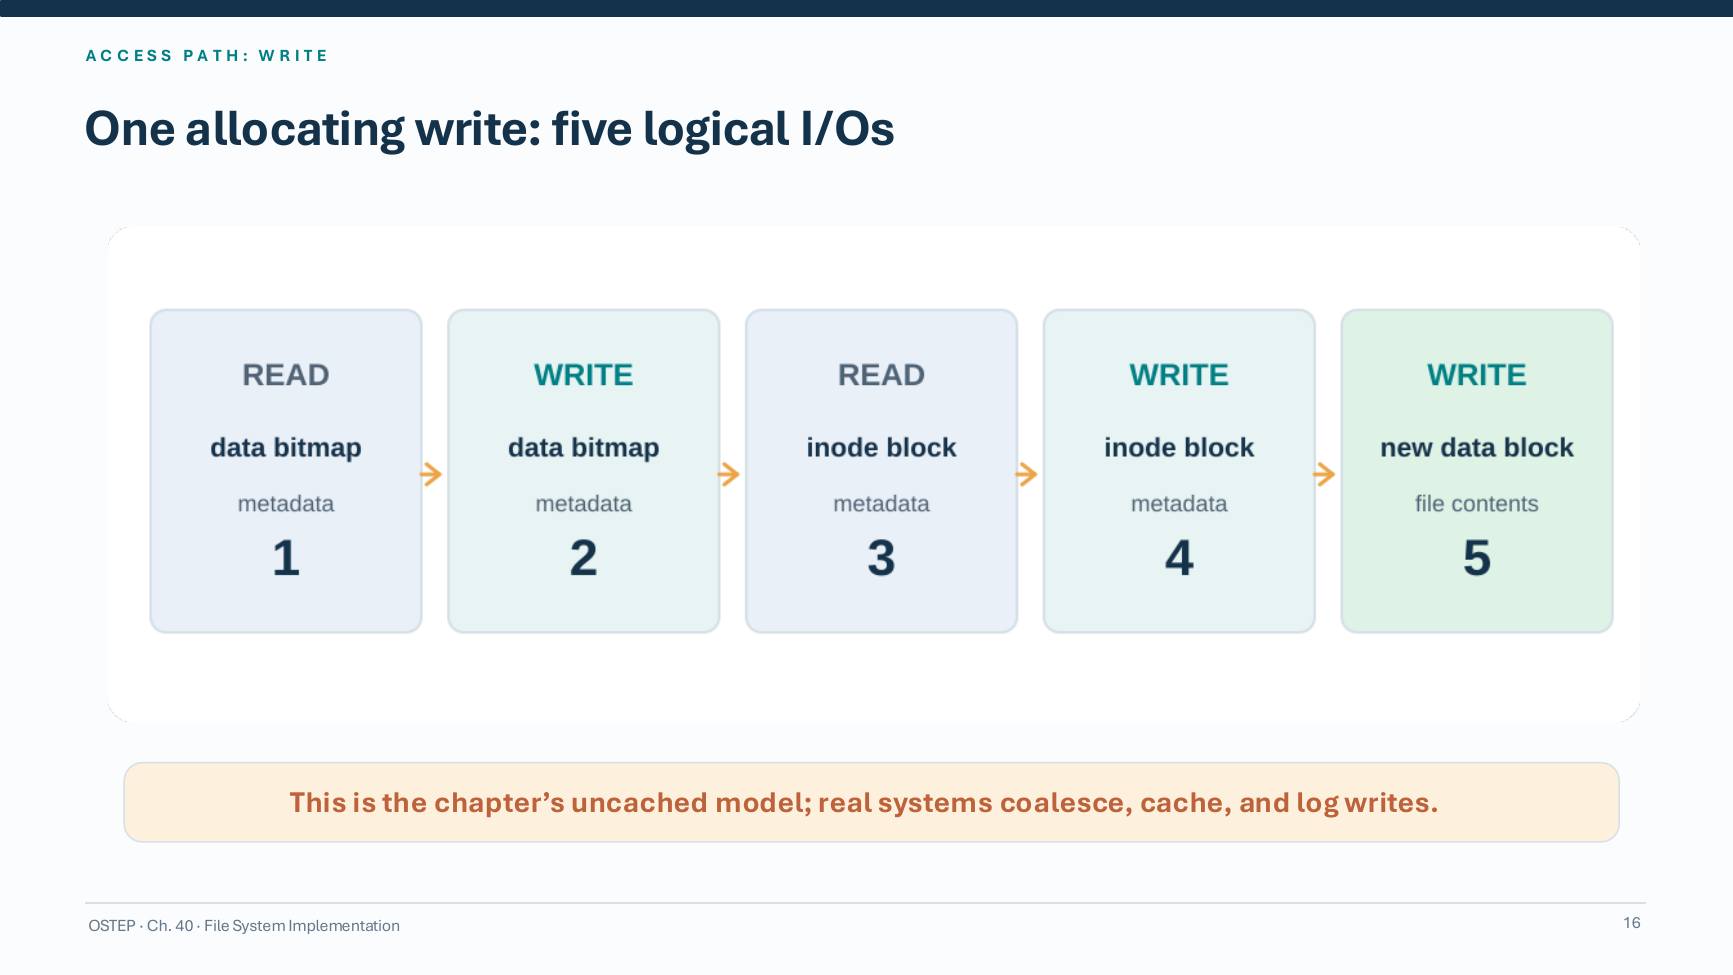 ACCESS PATH: WRITE
One allocating write: five logical I/Os
READ
data bitmap
metadata
1
WRITE
data bitmap
metadata
2
READ
inode block
metadata
3
WRITE
inode block
metadata
4
WRITE
new data block
file contents
5
This is the chapter’s uncached model; real systems coalesce, cache, and log writes.
OSTEP · Ch. 40 · File System Implementation
16